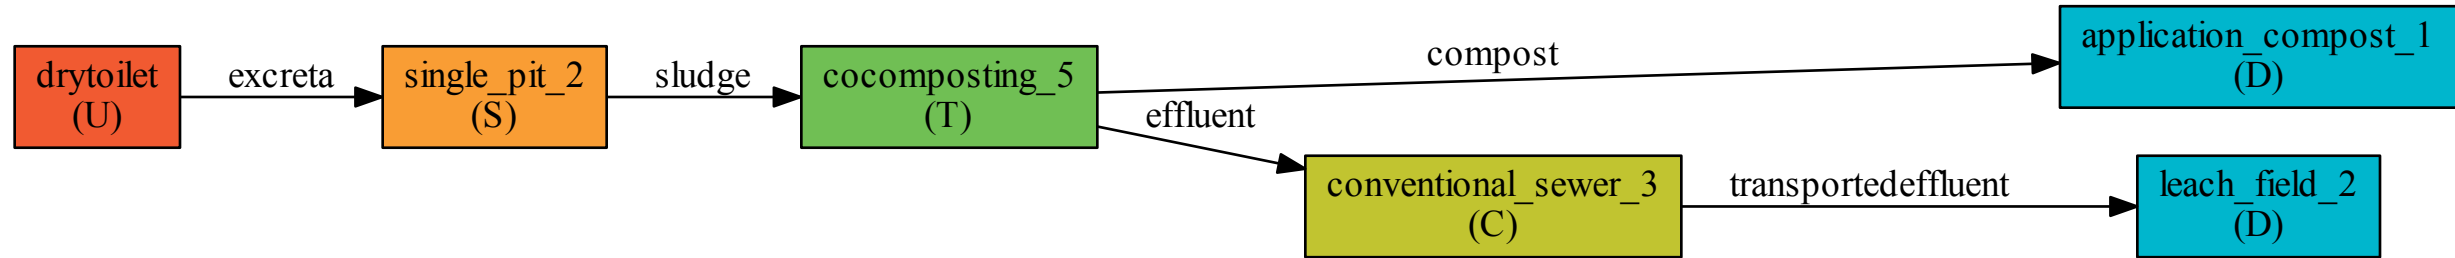 drytoilet
(U)
excreta
single_pit_2
(S)
sludge
cocomposting_5
(T)
compost
application_compost_1
(D)
effluent
conventional_sewer_3
(C)
transportedeffluent
leach_field_2
(D)